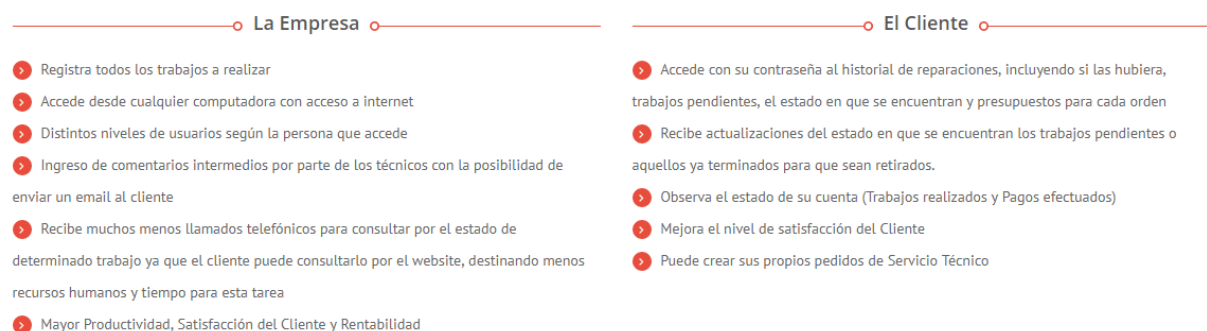 La Empresa
Registra todos los trabajos a realizar
Accede desde cualquier computadora con acceso a internet
Distintos niveles de usuarios según la persona que accede
Ingreso de comentarios intermedios por parte de los técnicos con la posibilidad de
enviar un email al cliente
Recibe muchos menos llamados telefónicos para consultar por el estado de
determinado trabajo ya que el cliente puede consultarlo por el website, destinando menos
recursos humanos y tiempo para esta tarea
Mayor Productividad, Satisfacción del Cliente y Rentabilidad
El Cliente
Accede con su contraseña al historial de reparaciones, incluyendo si las hubiera,
trabajos pendientes, el estado en que se encuentran y presupuestos para cada orden
Recibe actualizaciones del estado en que se encuentran los trabajos pendientes o
aquellos ya terminados para que sean retirados.
Observa el estado de su cuenta (Trabajos realizados y Pagos efectuados)
Mejora el nivel de satisfacción del Cliente
Puede crear sus propios pedidos de Servicio Técnico